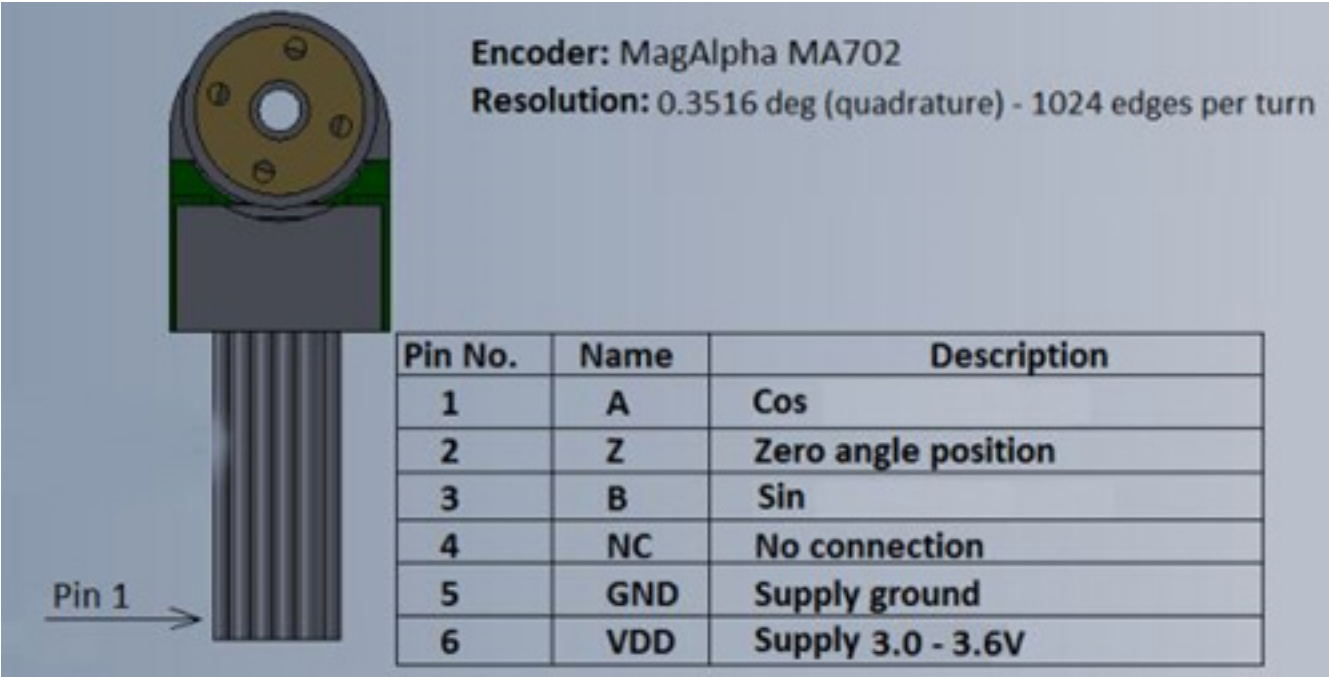 Encoder: MagAlpha MA702
Resolution: 0.3516 deg (quadrature) - 1024 edges per turn
Pin No. Name Description
1 A Cos
2 Z Zero angle position
3 B Sin
4 NC No connection
5 GND Supply ground
6 VDD Supply 3.0 - 3.6V
Pin 1